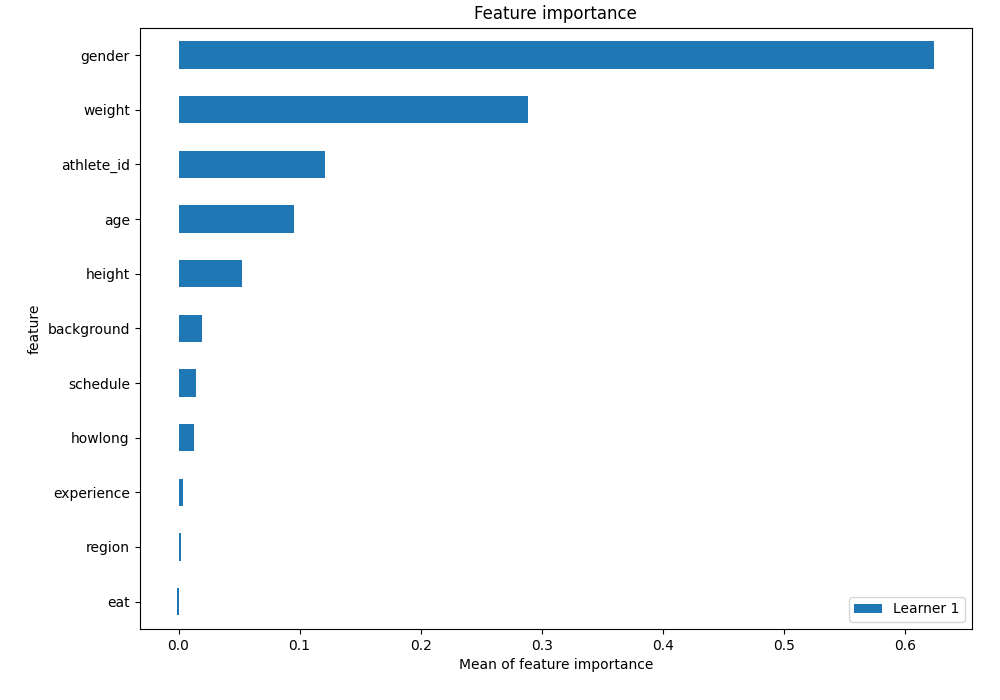 Feature importance
gender
weight
athlete_id
age
height
background
schedule
howlong
experience
region
eat
feature
Learner 1
0.0 0.1 0.2 0.3 0.4 0.5 0.6
Mean of feature importance